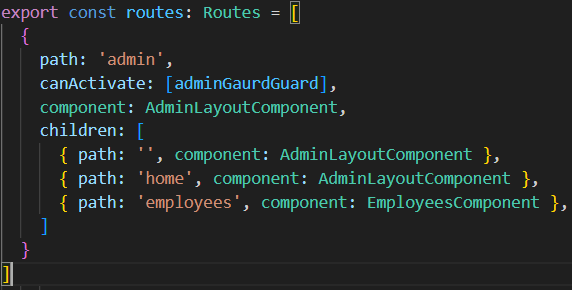 export const routes: Routes = [
  {
    path: 'admin',
    canActivate: [adminGaurdGuard],
    component: AdminLayoutComponent,
    children: [
      { path: '', component: AdminLayoutComponent },
      { path: 'home', component: AdminLayoutComponent },
      { path: 'employees', component: EmployeesComponent },
    ]
  }
]